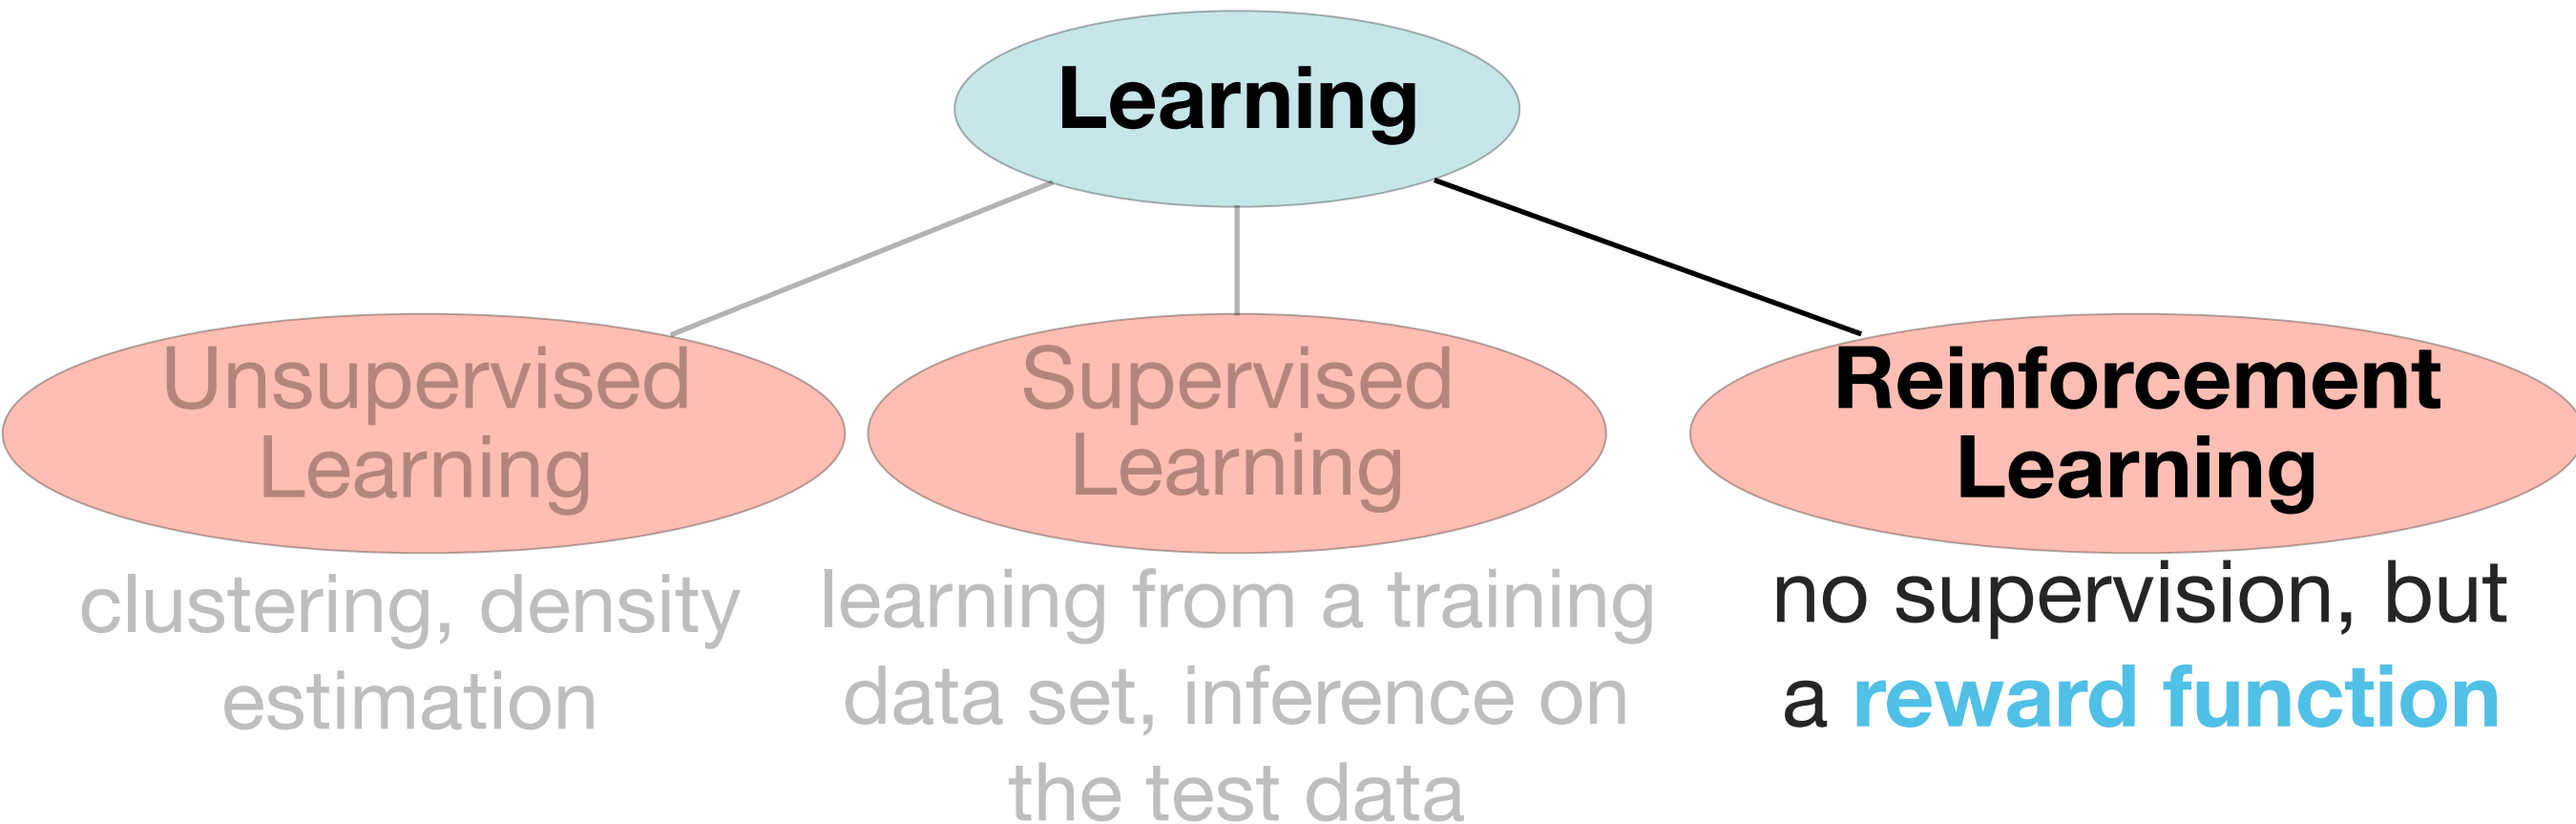 Learning
Unsupervised
Learning
clustering, density
estimation
Supervised
Learning
learning from a training
data set, inference on
the test data
Reinforcement
Learning
no supervision, but
a reward function